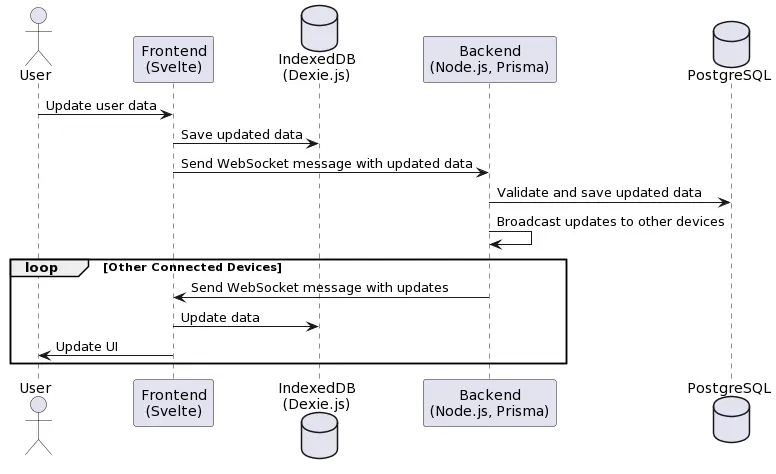 User
Frontend
(Svelte)
IndexedDB
(Dexie.js)
Backend
(Node.js, Prisma)
PostgreSQL
Update user data
Save updated data
Send WebSocket message with updated data
Validate and save updated data
Broadcast updates to other devices
loop [Other Connected Devices]
Send WebSocket message with updates
Update data
Update UI
User
Frontend
(Svelte)
IndexedDB
(Dexie.js)
Backend
(Node.js, Prisma)
PostgreSQL